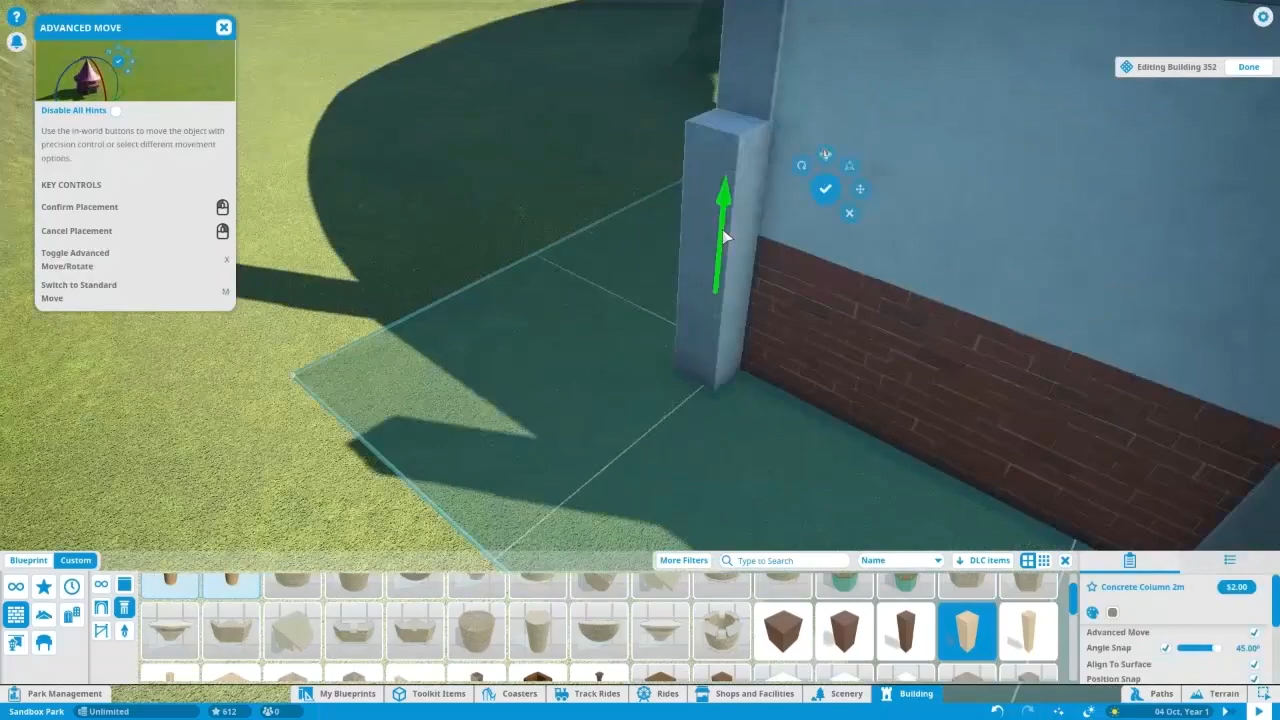 ADVANCED MOVE
Disable All Hints
Use the in-world buttons to move the object with
precision control or select different movement
options.
KEY CONTROLS
Confirm Placement
Cancel Placement
Toggle Advanced
Move/Rotate
X
Switch to Standard
Move
M
Editing Building 352
Done
Blueprint
Custom
More Filters
Type to Search
Name
DLC items
Concrete Column 2m
$2.00
Advanced Move
Angle Snap
45.00°
Align To Surface
Position Snap
Park Management
My Blueprints
Toolkit Items
Coasters
Track Rides
Rides
Shops and Facilities
Scenery
Building
Paths
Terrain
Sandbox Park
Unlimited
612
0
04 Oct, Year 1